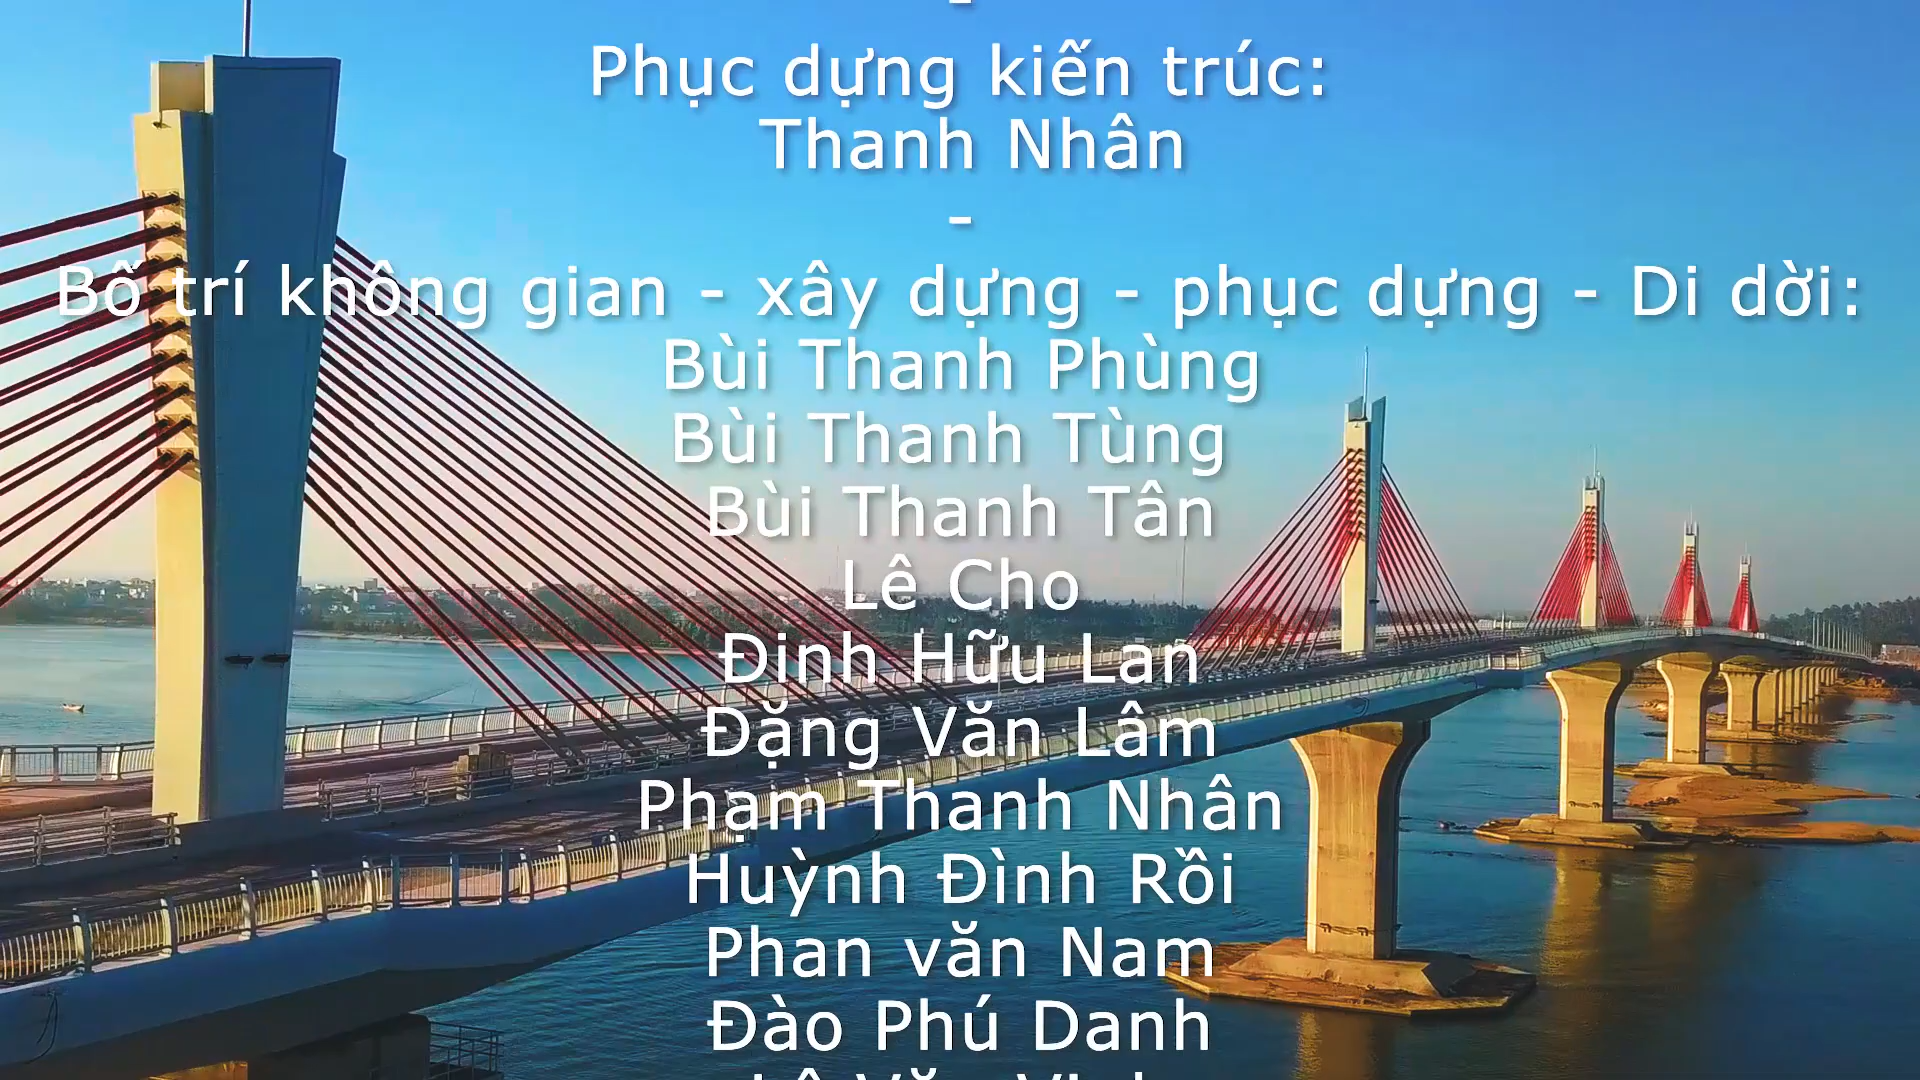 -
Phục dựng kiến trúc:
Thanh Nhân
-
Bố trí không gian - xây dựng - phục dựng - Di dời:
Bùi Thanh Phùng
Bùi Thanh Tùng
Bùi Thanh Tân
Lê Cho
Đinh Hữu Lan
Đặng Văn Lâm
Phạm Thanh Nhân
Huỳnh Đình Rồi
Phan văn Nam
Đào Phú Danh